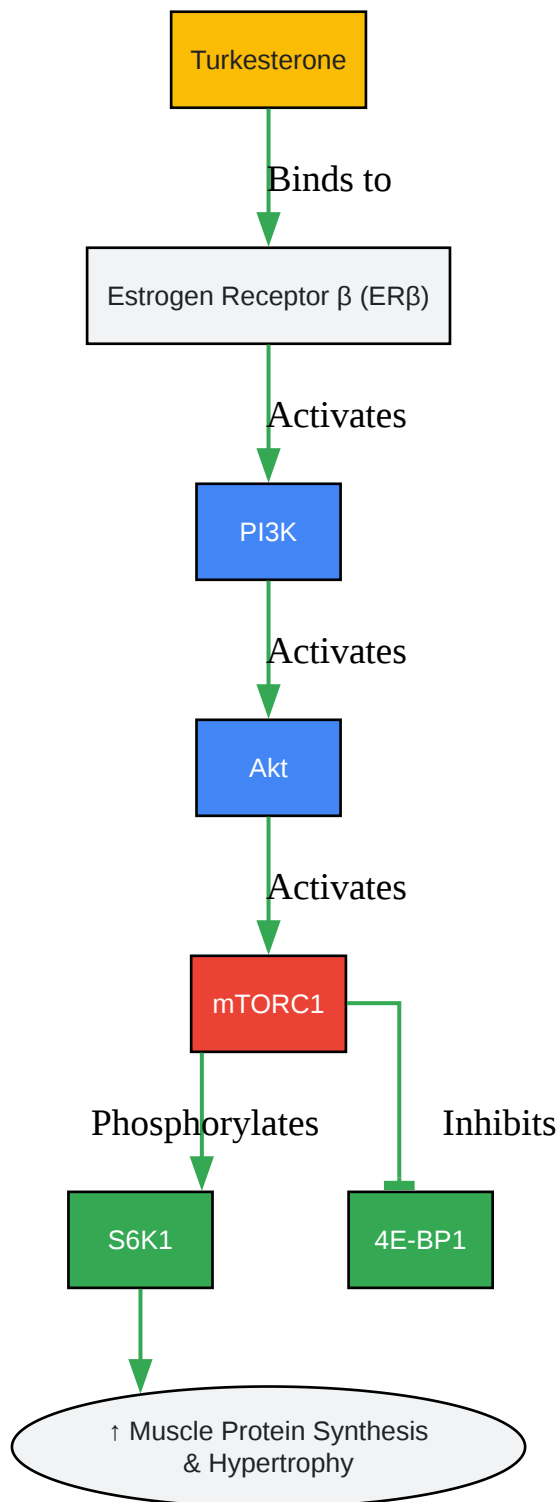 Turkesterone
Binds to
Estrogen Receptor β (ERβ)
Activates
PI3K
Activates
Akt
Activates
mTORC1
Phosphorylates
Inhibits
S6K1
4E-BP1
↑ Muscle Protein Synthesis
& Hypertrophy